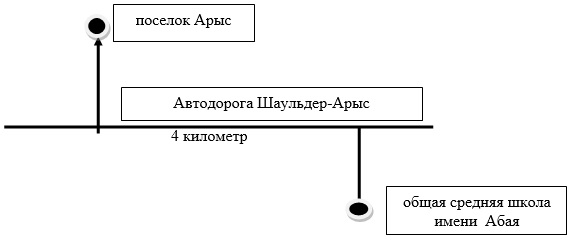 поселок Арыс
Автодорога Шаульдер-Арыс
4 километр
общая средняя школа
имени Абая